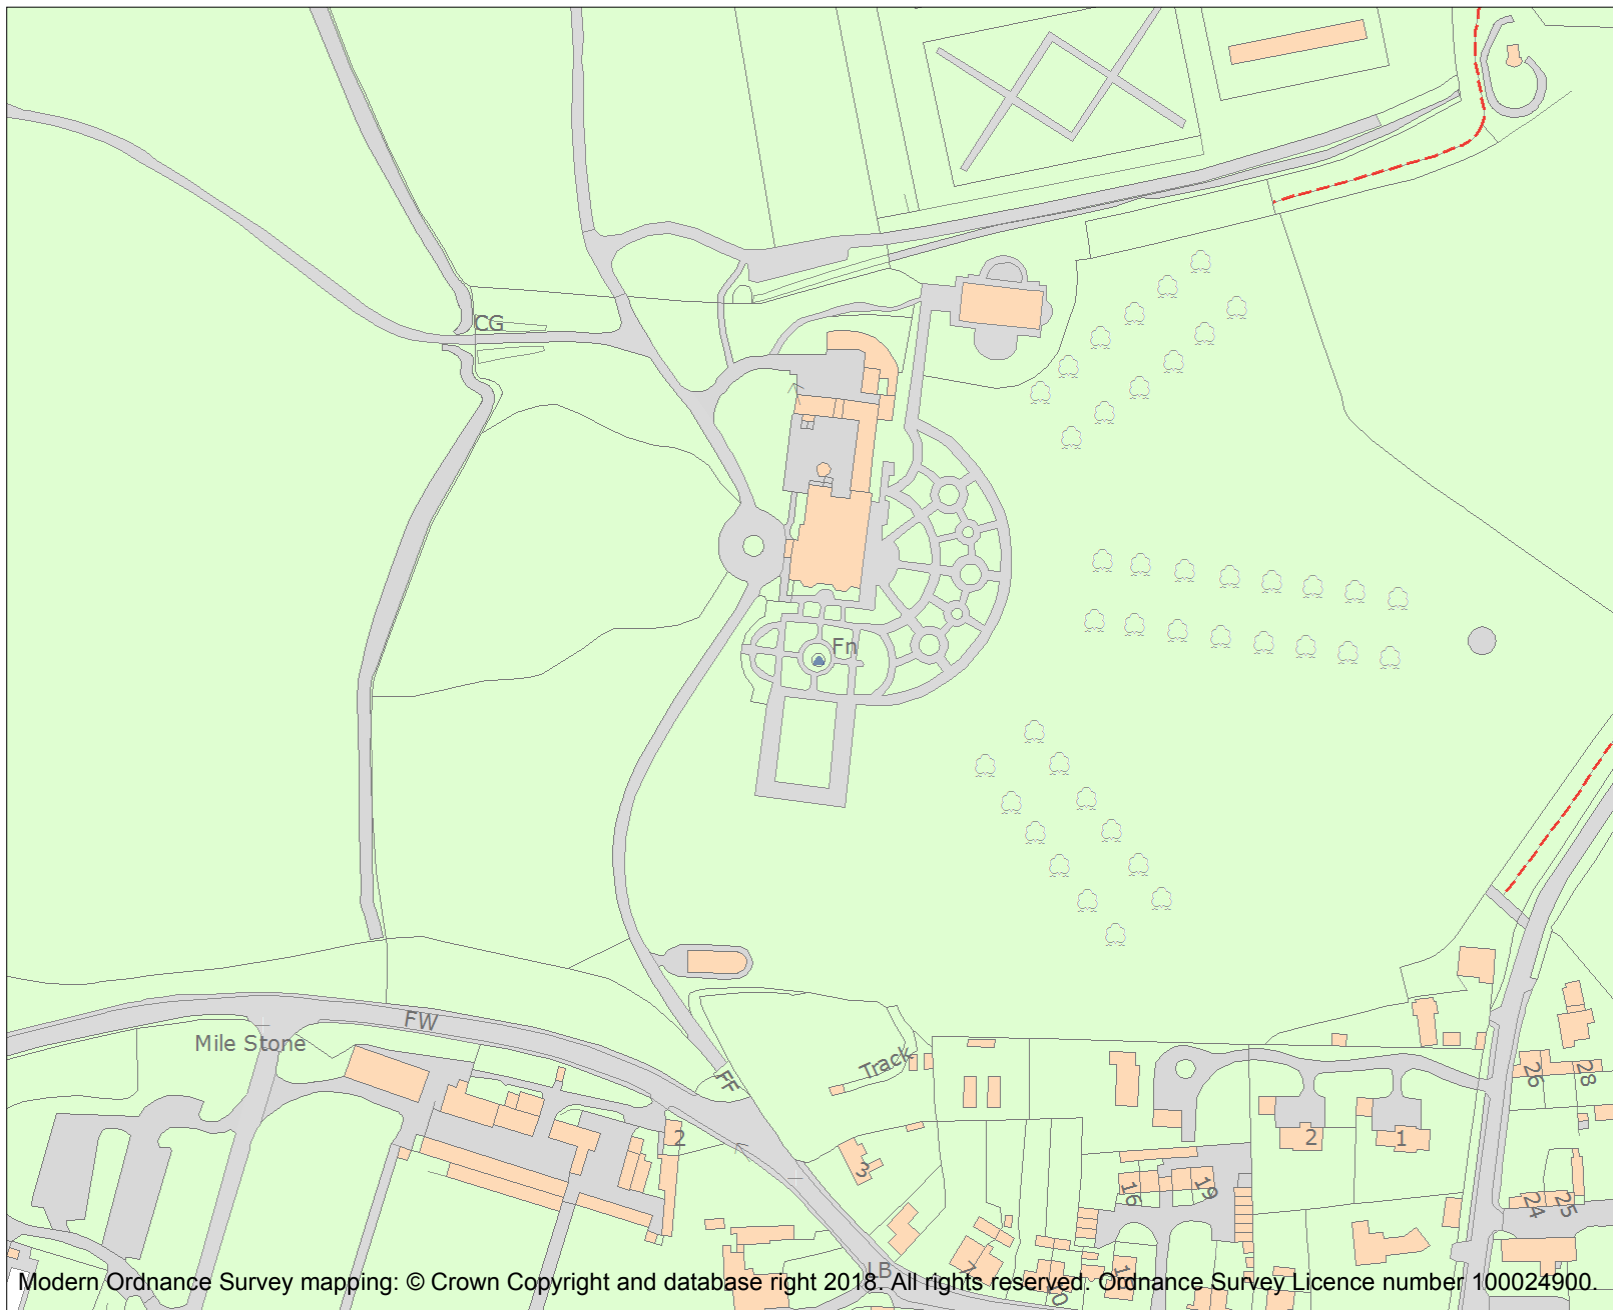 CG
Fn
FW
Mile Stone
FF
Track
26
28
2
2
1
3
16
19
24
25
LB
7
Modern Ordnance Survey mapping: © Crown Copyright and database right 2018. All rights reserved. Ordnance Survey Licence number 100024900.